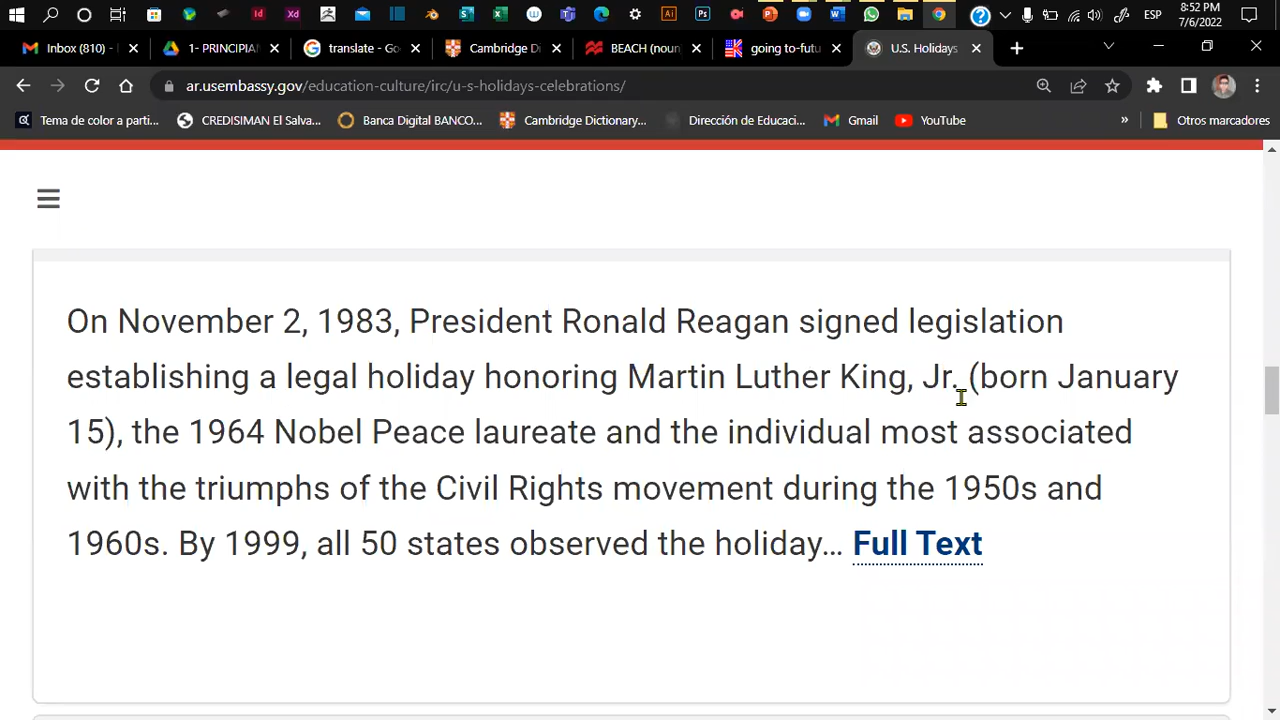 8:52 PM
ESP
7/6/2022
Inbox (810) -
1- PRINCIPIA
translate - Go
Cambridge Di
BEACH (noun
going to-futu
U.S. Holidays
ar.usembassy.gov/education-culture/irc/u-s-holidays-celebrations/
Tema de color a parti...
CREDISIMAN El Salva...
Banca Digital BANCO...
Cambridge Dictionary...
Dirección de Educaci...
Gmail
YouTube
»
Otros marcadores
On November 2, 1983, President Ronald Reagan signed legislation
establishing a legal holiday honoring Martin Luther King, Jr. (born January
15), the 1964 Nobel Peace laureate and the individual most associated
with the triumphs of the Civil Rights movement during the 1950s and
1960s. By 1999, all 50 states observed the holiday… Full Text